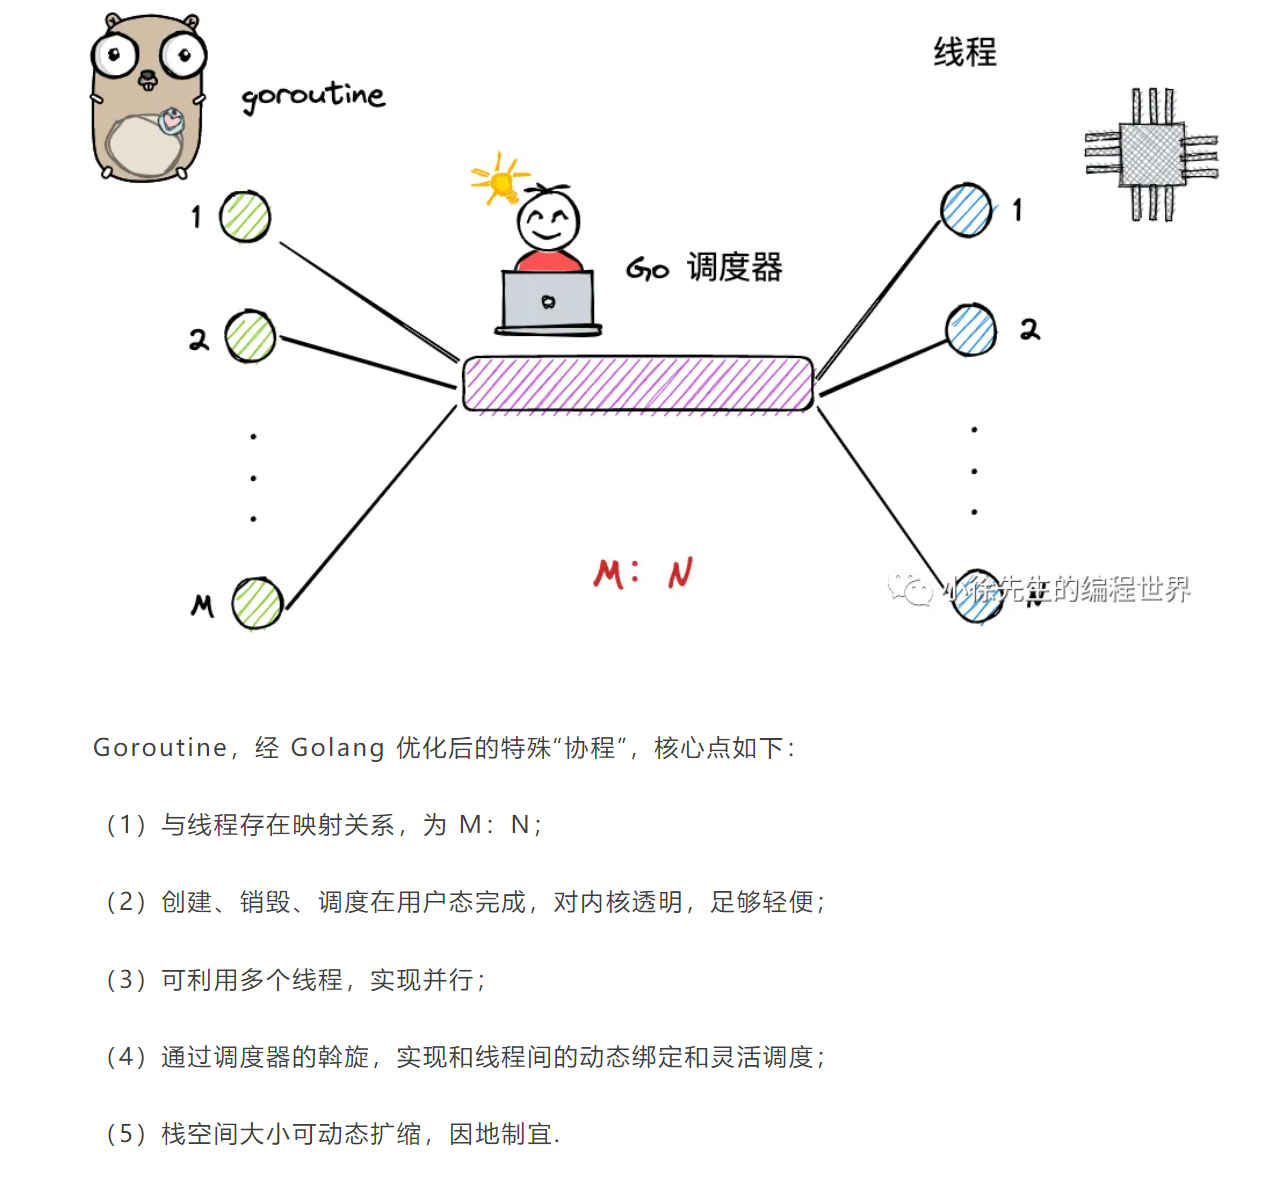 goroutine
线程
1
1
Go 调度器
2
2
M: N
M
小徐先生的编程世界
N
Goroutine，经 Golang 优化后的特殊“协程”，核心点如下：
（1）与线程存在映射关系，为 M：N；
（2）创建、销毁、调度在用户态完成，对内核透明，足够轻便；
（3）可利用多个线程，实现并行；
（4）通过调度器的斡旋，实现和线程间的动态绑定和灵活调度；
（5）栈空间大小可动态扩缩，因地制宜.